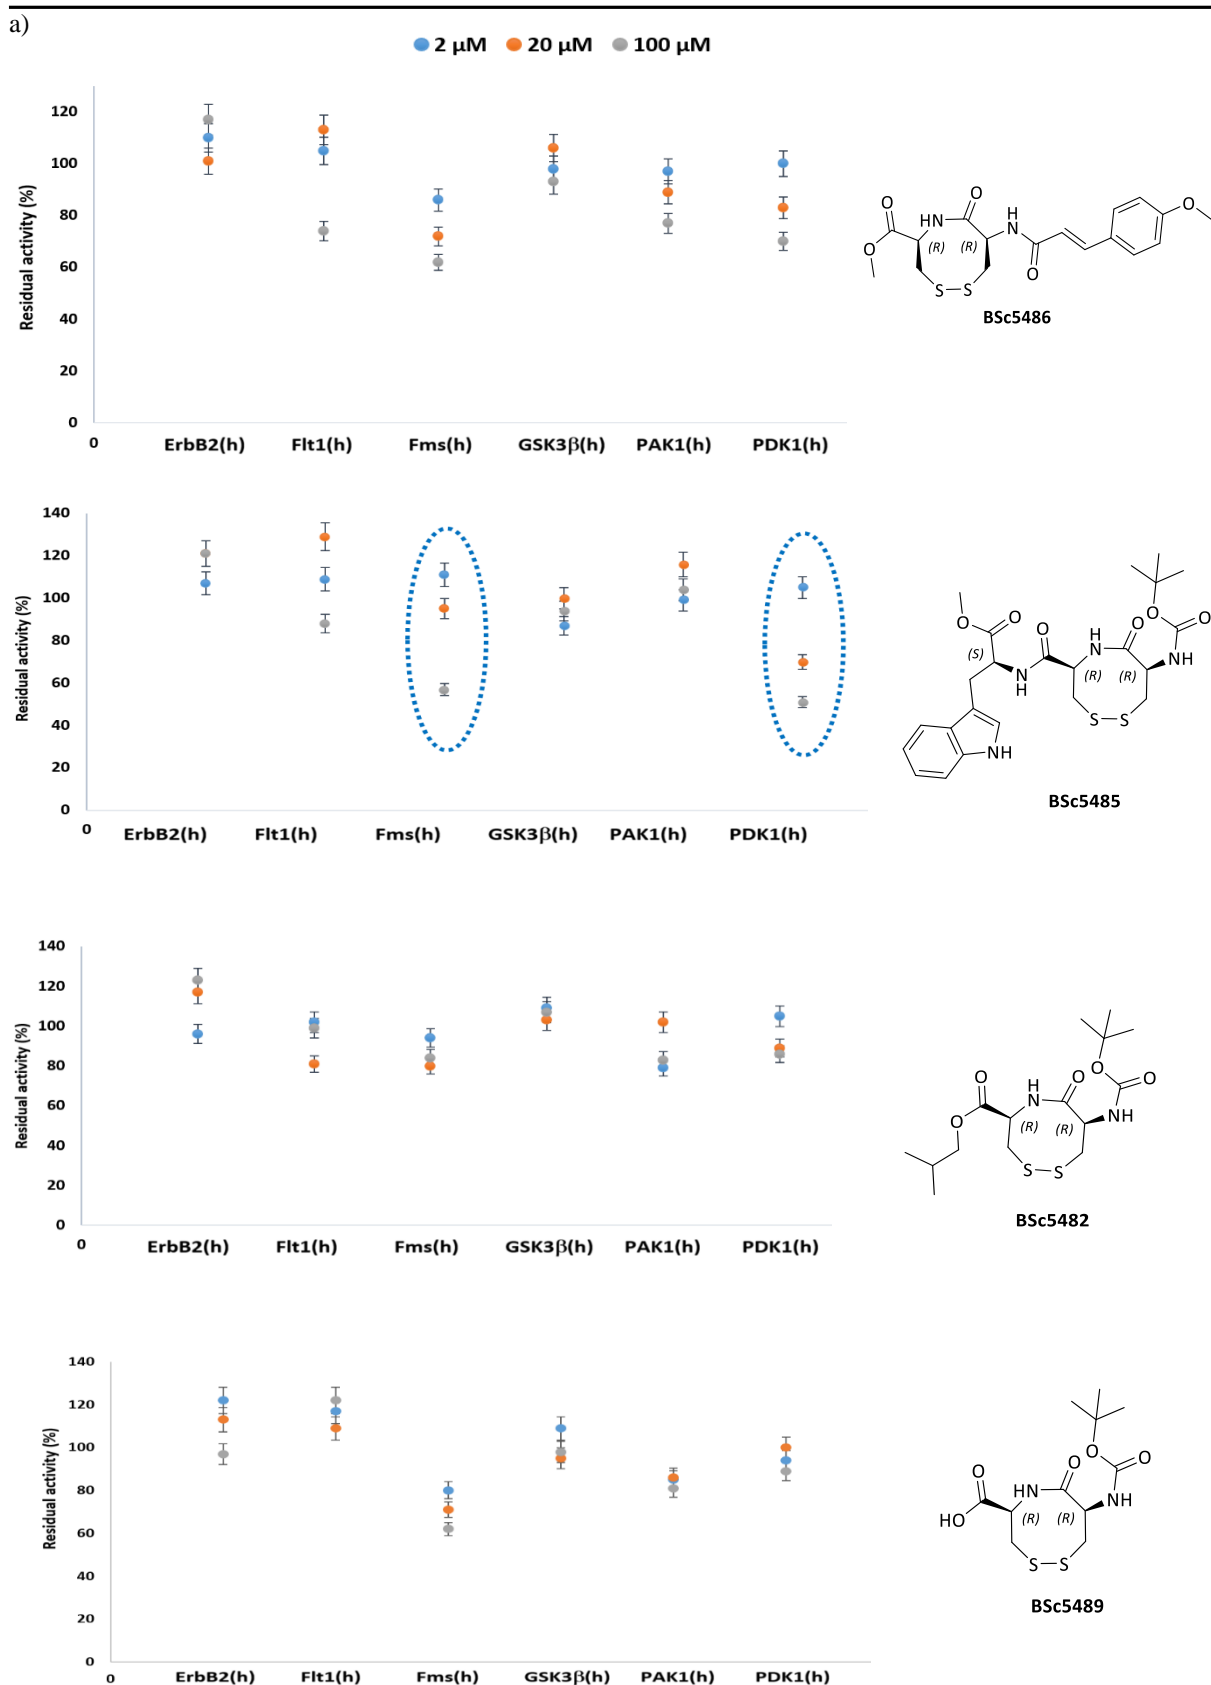 a)
2 µM 20 µM 100 µM
Residual activity (%)
120
100
80
60
40
20
0
0 ErbB2(h) Flt1(h) Fms(h) GSK3β(h) PAK1(h) PDK1(h)
O
O
HN
O
H
N
O
O
(R) (R)
S S
BSc5486
Residual activity (%)
140
120
100
80
60
40
20
0
0 ErbB2(h) Flt1(h) Fms(h) GSK3β(h) PAK1(h) PDK1(h)
O
O
(S)
N
H
O
H
N
O
O
O
NH
(R) (R)
S S
NH
BSc5485
Residual activity (%)
140
120
100
80
60
40
20
0
0 ErbB2(h) Flt1(h) Fms(h) GSK3β(h) PAK1(h) PDK1(h)
O
O
H
N
O
O
O
NH
(R) (R)
S S
BSc5482
Residual activity (%)
140
120
100
80
60
40
20
0
0 ErbB2(h) Flt1(h) Fms(h) GSK3β(h) PAK1(h) PDK1(h)
O
HO
HN
O
O
O
NH
(R) (R)
S S
BSc5489